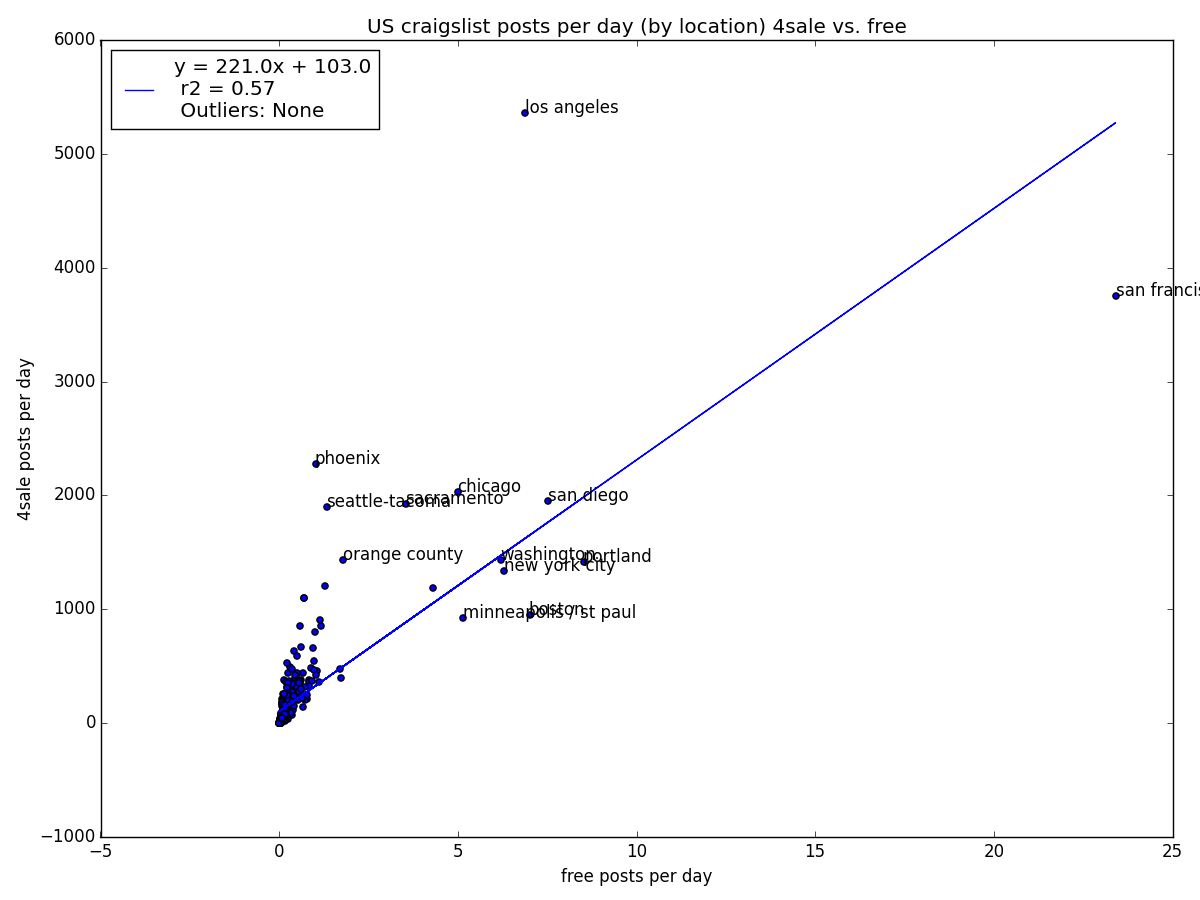 US craigslist posts per day (by location) 4sale vs. free
6000
y = 221.0x + 103.0
r2 = 0.57
Outliers: None
los angeles
5000
4000
san francis
3000
4sale posts per day
phoenix
chicago
2000
seattle-tacoma
sacramento
san diego
orange county
washington
portland
new york city
1000
minneapolis / st paul
boston
0
−1000
−5
0
5
10
15
20
25
free posts per day